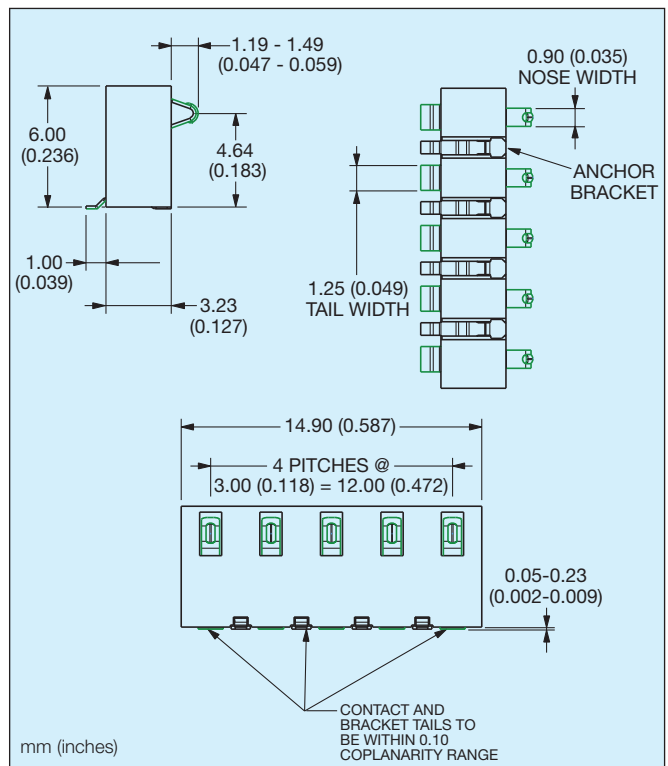 1.19 - 1.49
(0.047 - 0.059)
6.00
(0.236)
4.64
(0.183)
1.00
(0.039)
3.23
(0.127)
0.90 (0.035)
NOSE WIDTH
ANCHOR
BRACKET
1.25 (0.049)
TAIL WIDTH
14.90 (0.587)
4 PITCHES @
3.00 (0.118) = 12.00 (0.472)
0.05-0.23
(0.002-0.009)
CONTACT AND
BRACKET TAILS TO
BE WITHIN 0.10
COPLANARITY RANGE
mm (inches)